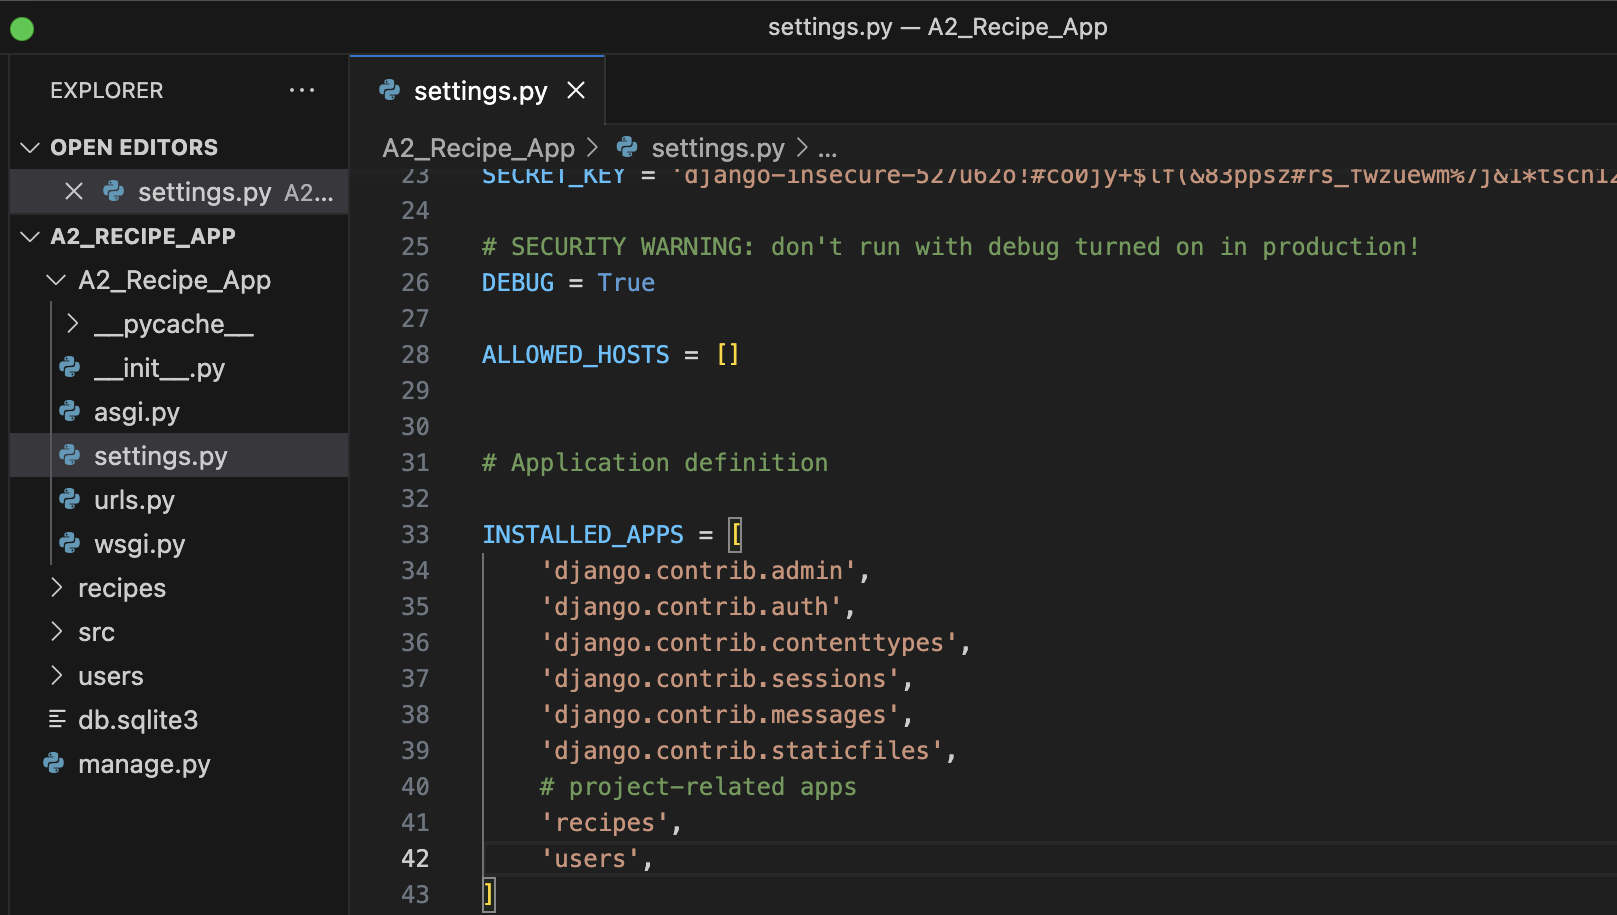 settings.py — A2_Recipe_App
EXPLORER ...
OPEN EDITORS
settings.py A2...
A2_RECIPE_APP
A2_Recipe_App
__pycache__
__init__.py
asgi.py
settings.py
urls.py
wsgi.py
recipes
src
users
db.sqlite3
manage.py
settings.py
A2_Recipe_App > settings.py > ...
23 SECRET_KEY =
24
25 # SECURITY WARNING: don't run with debug turned on in production!
26 DEBUG = True
27
28 ALLOWED_HOSTS = []
29
30
31 # Application definition
32
33 INSTALLED_APPS = [
34 'django.contrib.admin',
35 'django.contrib.auth',
36 'django.contrib.contenttypes',
37 'django.contrib.sessions',
38 'django.contrib.messages',
39 'django.contrib.staticfiles',
40 # project-related apps
41 'recipes',
42 'users',
43 ]